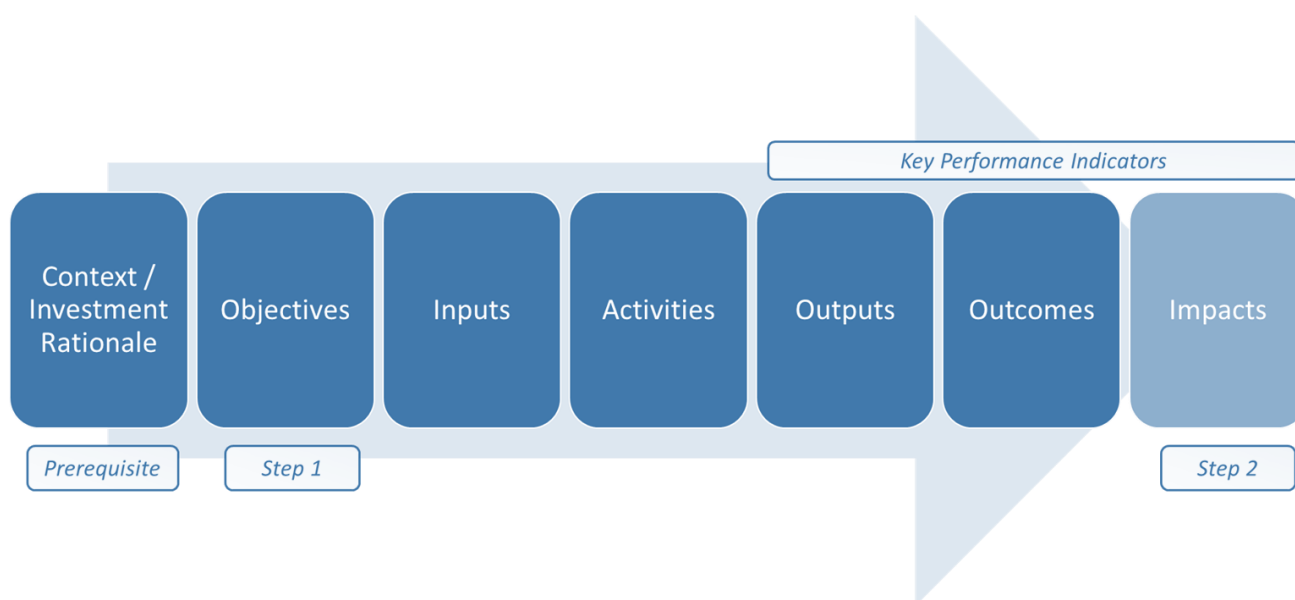 Key Performance Indicators
Context /
Investment
Rationale
Objectives
Inputs
Activities
Outputs
Outcomes
Impacts
Prerequisite
Step 1
Step 2